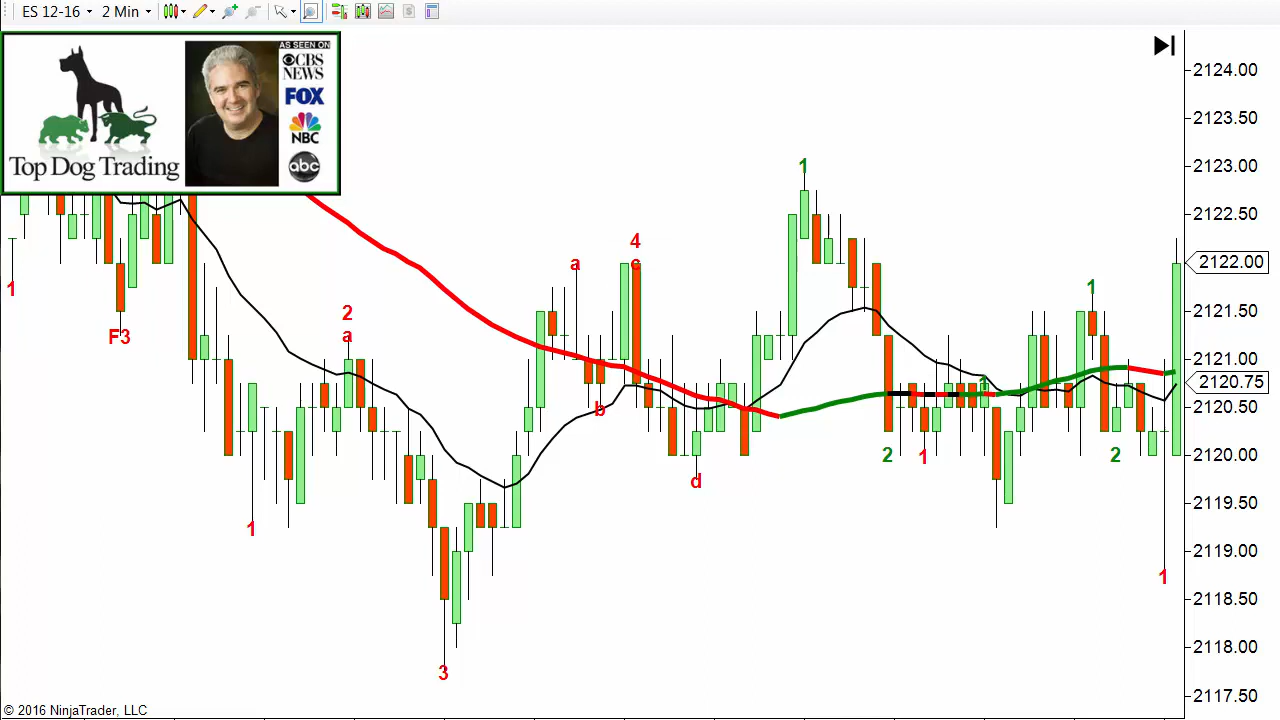 ES 12-16
2 Min
AS SEEN ON
CBS
NEWS
FOX
NBC
abc
Top Dog Trading
2124.00
2123.50
2123.00
2122.50
2122.00
2121.50
2121.00
2120.75
2120.50
2120.00
2119.50
2119.00
2118.50
2118.00
2117.50
1
F3
1
2
a
3
a
b
4
c
d
1
2
1
1
1
2
1
© 2016 NinjaTrader, LLC